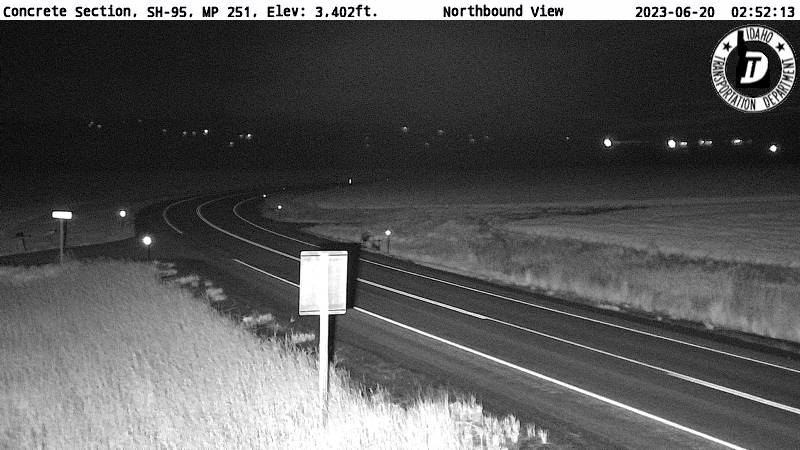 Concrete Section, SH-95, MP 251, Elev: 3,402ft. Northbound View 2023-06-20 02:52:13
IDAHO
TRANSPORTATION DEPARTMENT